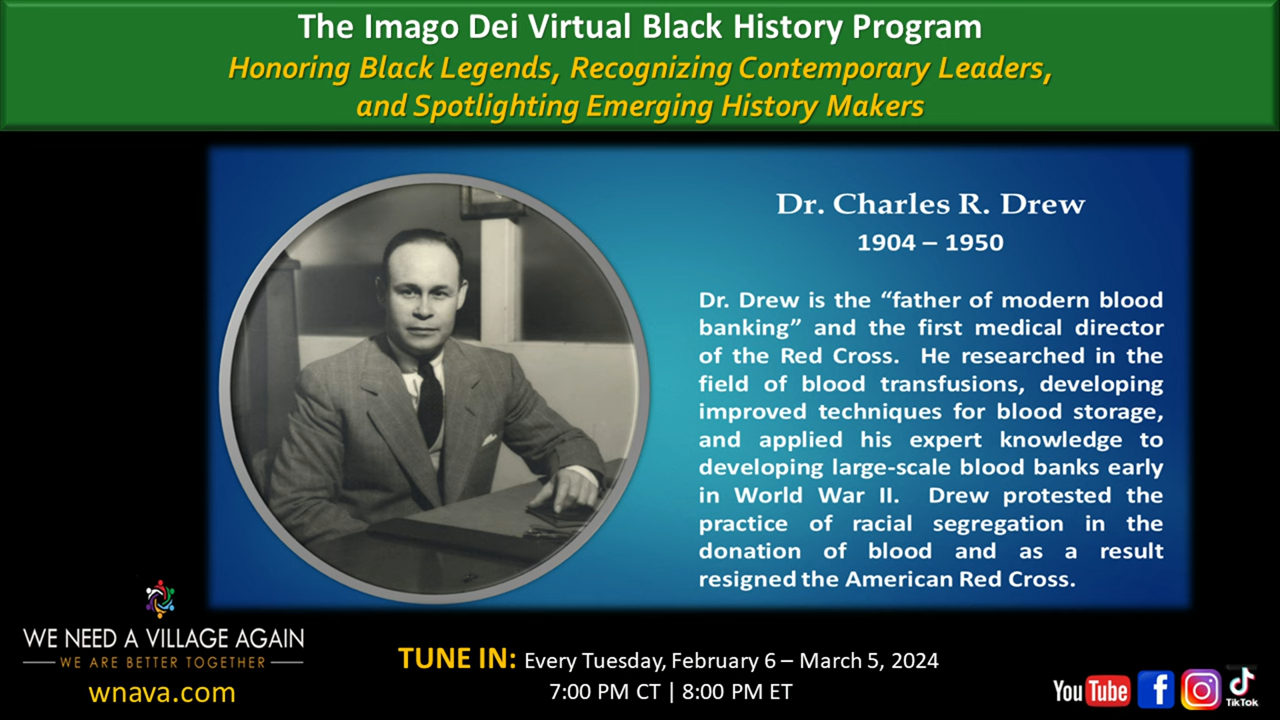 The Imago Dei Virtual Black History Program
Honoring Black Legends, Recognizing Contemporary Leaders,
and Spotlighting Emerging History Makers
Dr. Charles R. Drew
1904 – 1950
Dr. Drew is the “father of modern blood
banking” and the first medical director
of the Red Cross. He researched in the
field of blood transfusions, developing
improved techniques for blood storage,
and applied his expert knowledge to
developing large-scale blood banks early
in World War II. Drew protested the
practice of racial segregation in the
donation of blood and as a result
resigned the American Red Cross.
WE NEED A VILLAGE AGAIN
WE ARE BETTER TOGETHER
wnava.com
TUNE IN: Every Tuesday, February 6 – March 5, 2024
7:00 PM CT | 8:00 PM ET
YouTube
f
TikTok